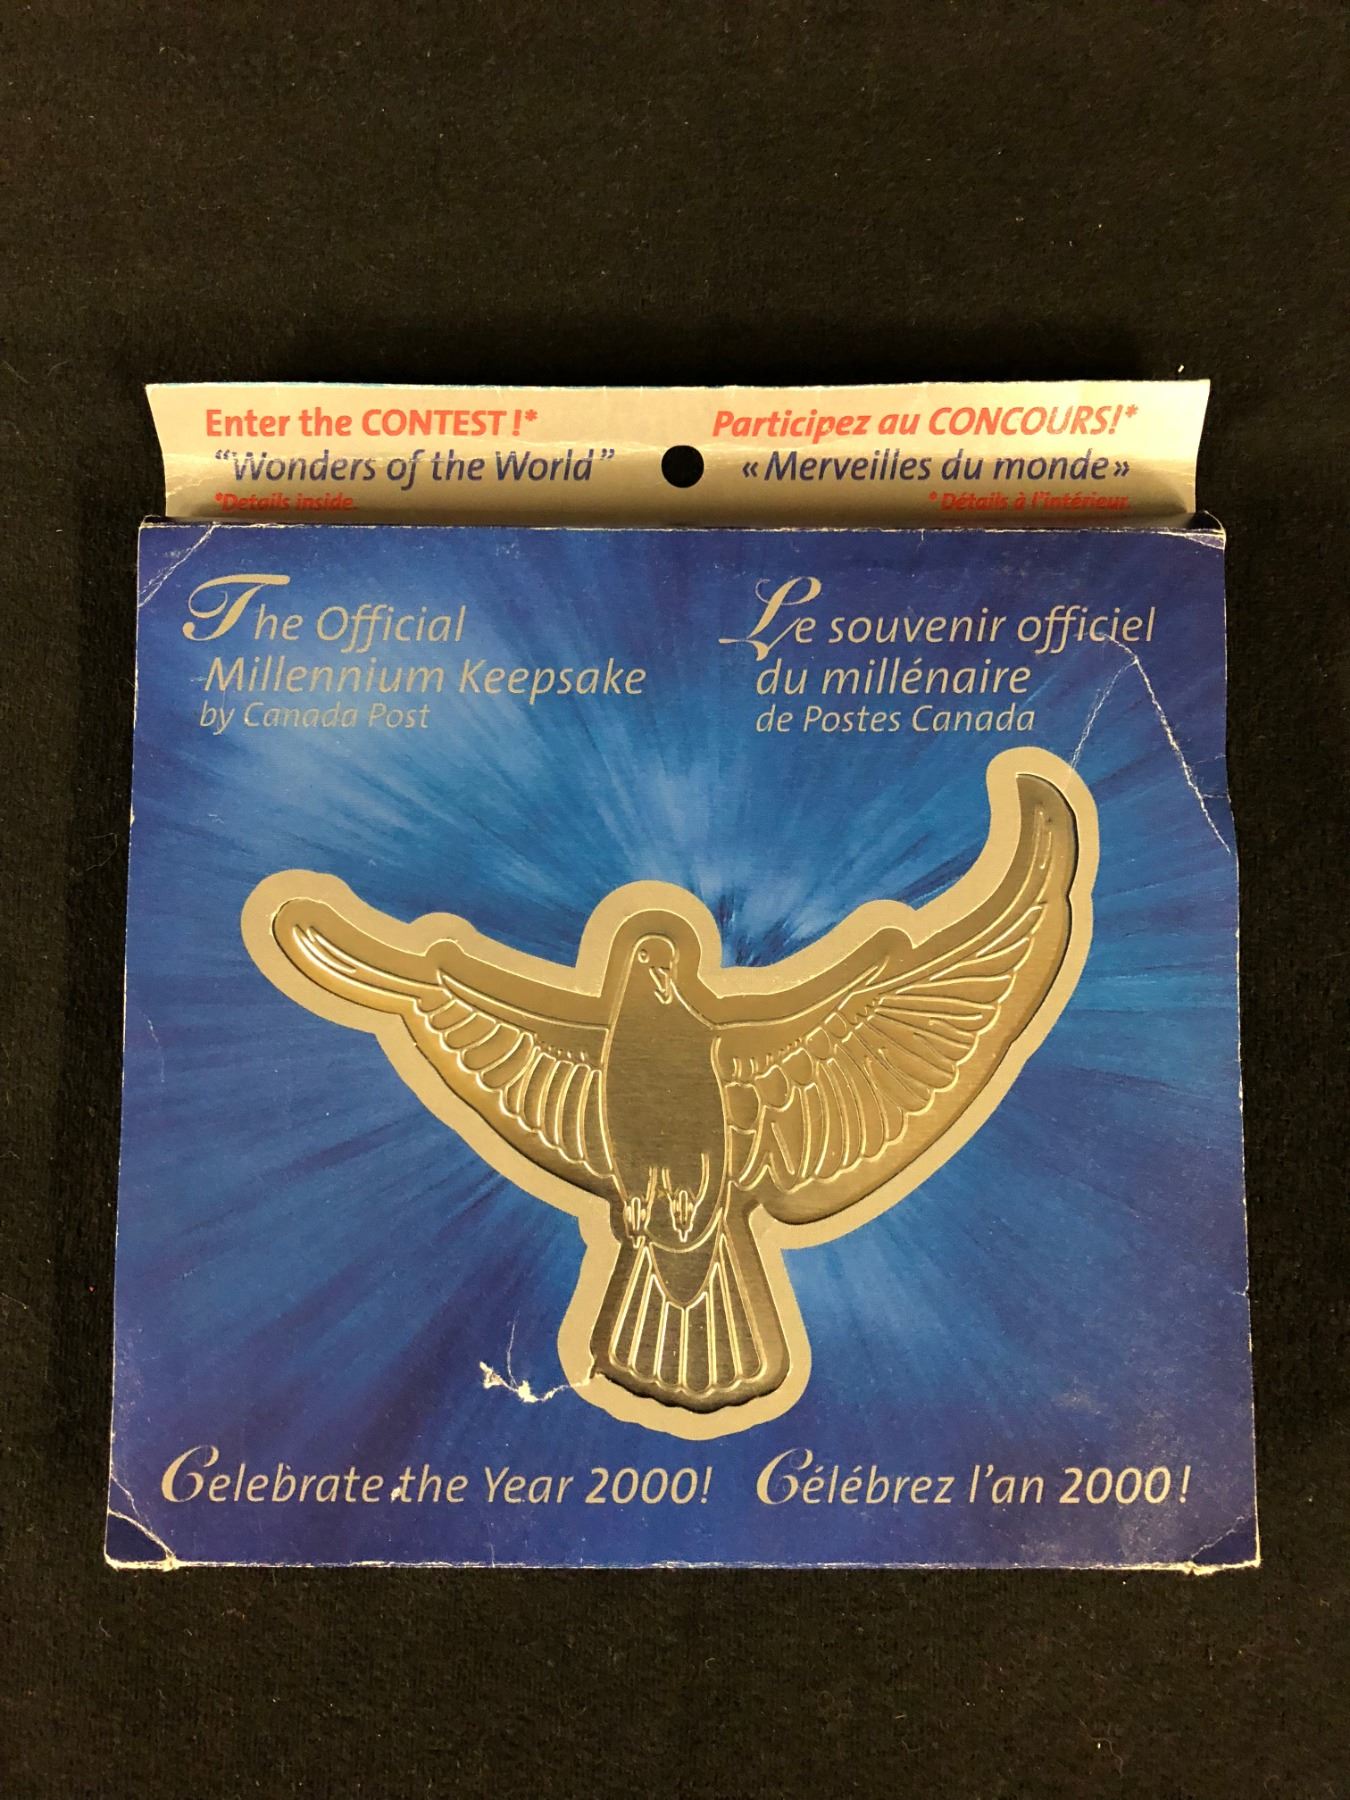 Enter the CONTEST!*
“Wonders of the World”
*Details inside.
Participez au CONCOURS!*
« Merveilles du monde»
* Détails à l'intérieur.
The Official
Millennium Keepsake
by Canada Post
Le souvenir officiel
du millénaire
de Postes Canada
Celebrate the Year 2000!
Célébrez l'an 2000!